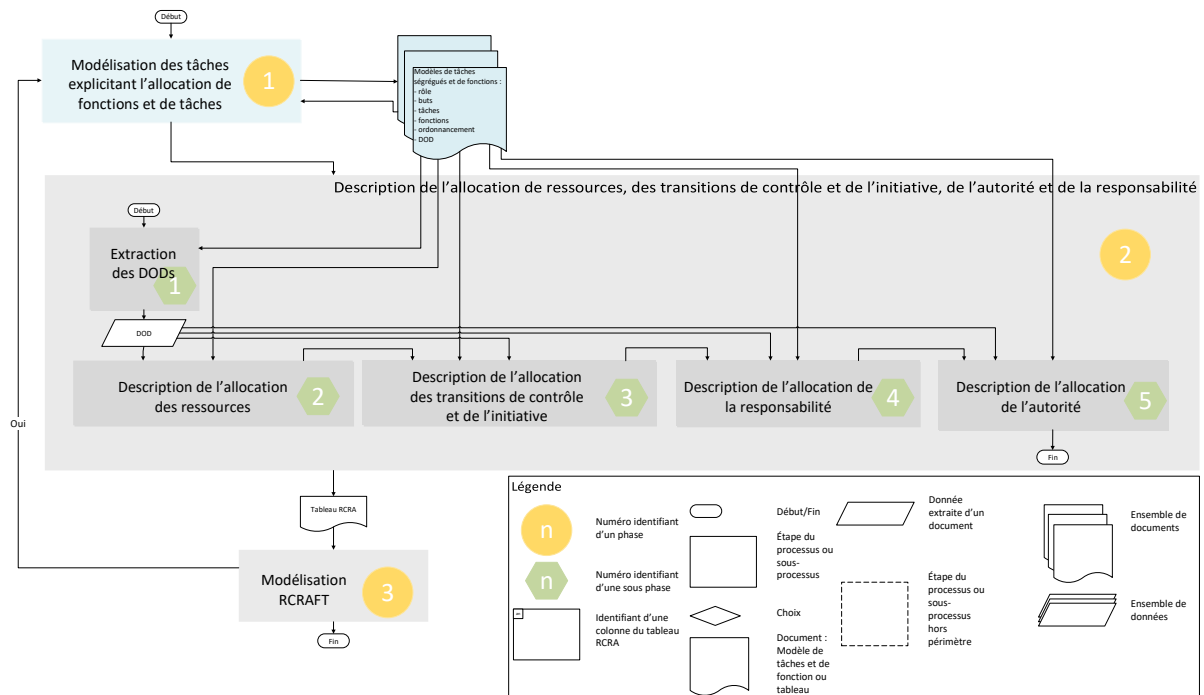 Début
Modélisation des tâches
explicitant l'allocation de
fonctions et de tâches
1
Modèles de tâches
ségrégués et de fonctions :
- rôle
- buts
- tâches
- fonctions
- ordonnancement
- DOD
Description de l'allocation de ressources, des transitions de contrôle et de l'initiative, de l'autorité et de la responsabilité
2
Début
Extraction
des DODs
1
DOD
Description de l'allocation
des ressources
2
Description de l'allocation
des transitions de contrôle
et de l'initiative
3
Description de l'allocation de
la responsabilité
4
Description de l'allocation
de l'autorité
5
Fin
Oui
Tableau RCRA
Modélisation
RCRAFT
3
Fin
Légende
n
Numéro identifiant
d'un phase
n
Numéro identifiant
d'une sous phase
Identifiant d'une
colonne du tableau
RCRA
Début/Fin
Étape du
processus ou
sous-
processus
Choix
Document :
Modèle de
tâches et de
fonction ou
tableau
Donnée
extraite d'un
document
Étape du
processus ou
sous-
processus
hors
périmètre
Ensemble de
documents
Ensemble de
données